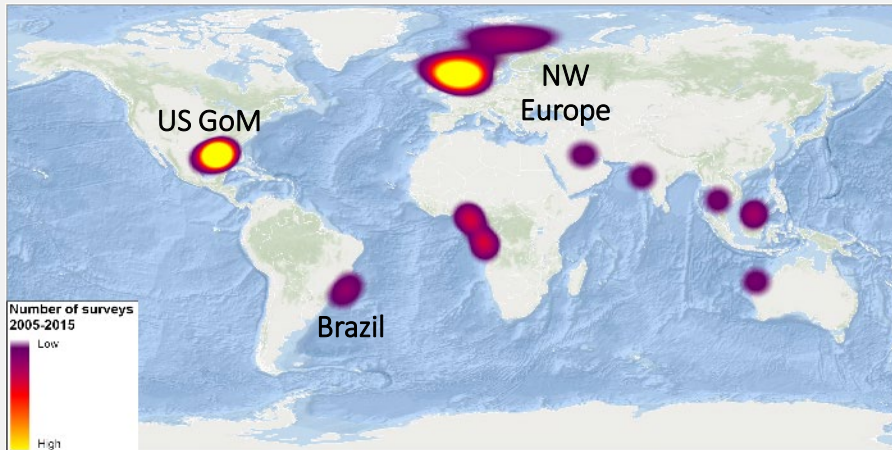 NW
Europe
US GoM
Brazil
Number of surveys
2005-2015
Low
High